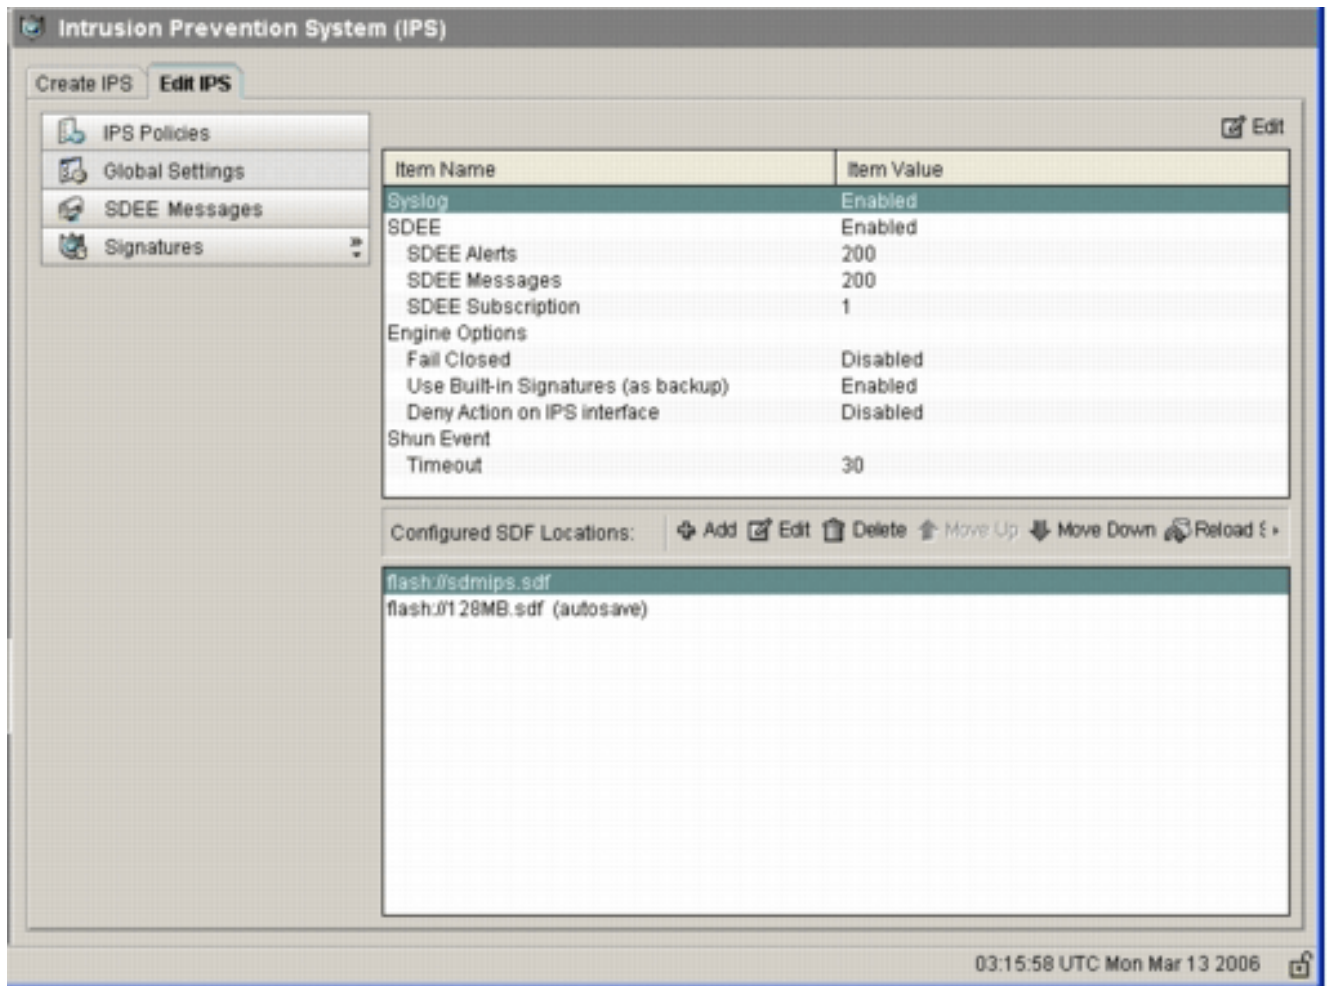 Intrusion Prevention System (IPS)
Create IPS Edit IPS
IPS Policies
Global Settings
SDEE Messages
Signatures
Edit
Item Name Item Value
Syslog Enabled
SDEE Enabled
SDEE Alerts 200
SDEE Messages 200
SDEE Subscription 1
Engine Options
Fail Closed Disabled
Use Built-in Signatures (as backup) Enabled
Deny Action on IPS interface Disabled
Shun Event
Timeout 30
Configured SDF Locations: Add Edit Delete Move Up Move Down Reload
flash://sdmips.sdf
flash://128MB.sdf (autosave)
03:15:58 UTC Mon Mar 13 2006